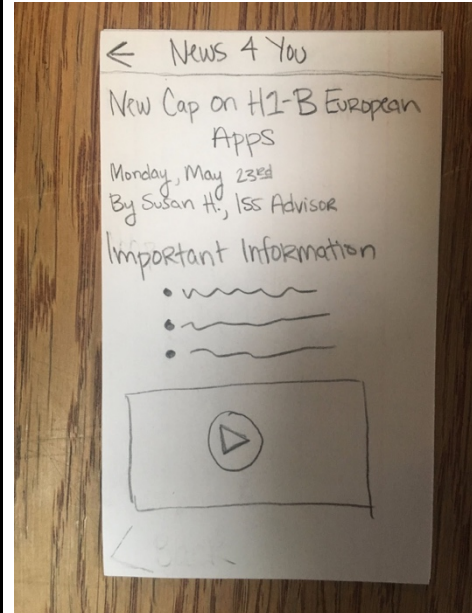 ← News 4 You
New Cap on H1-B European
Apps
Monday, May 23rd
By Susan H., ISS Advisor
Important Information